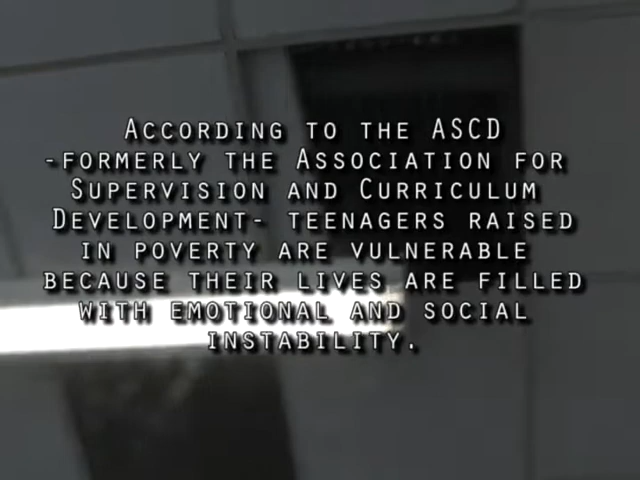 According to the ASCD
-formerly the Association for
Supervision and Curriculum
Development- teenagers raised
in poverty are vulnerable
because their lives are filled
with emotional and social
instability.